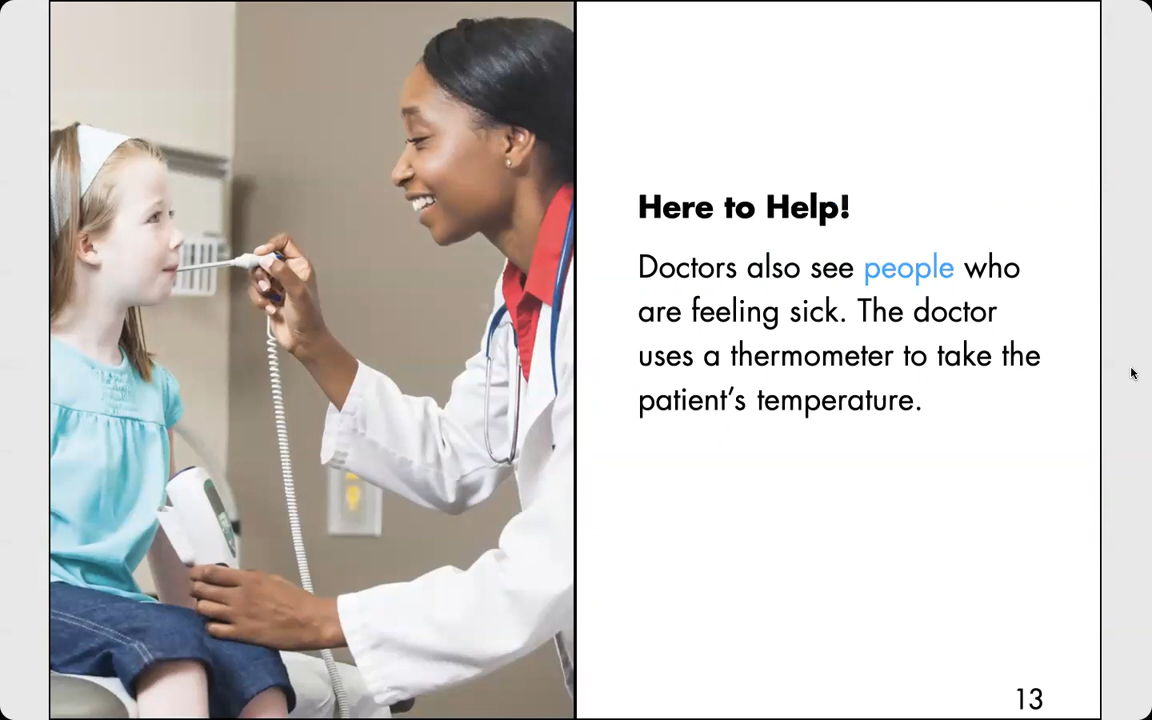 Here to Help!
Doctors also see people who
are feeling sick. The doctor
uses a thermometer to take the
patient’s temperature.
13